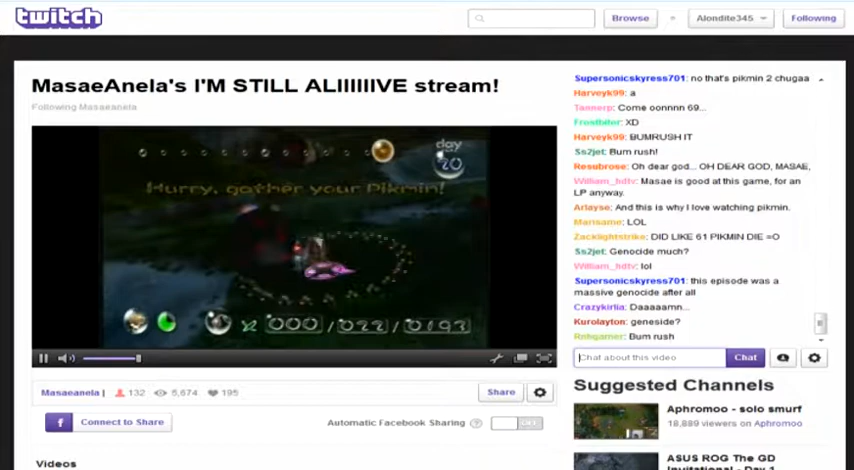 twitch
Browse
Alondite345
Following
MasaeAnela's I'M STILL ALIIIIIIVE stream!
Following Masaeanela
day
20
Hurry, gather your Pikmin!
000/022/0193
Supersonicskyress701: no that's pikmin 2 chugaa
Harveyk99: a
Tannerp: Come oonnnn 69...
Frostbiter: XD
Harveyk99: BUMRUSH IT
Ss2jet: Bum rush!
Resubrose: Oh dear god... OH DEAR GOD, MASAE,
William_hdtv: Masae is good at this game, for an
LP anyway.
Arlayse: And this is why I love watching pikmin.
Marisame: LOL
Zacklightstrike: DID LIKE 61 PIKMIN DIE =O
Ss2jet: Genocide much?
William_hdtv: lol
Supersonicskyress701: this episode was a
massive genocide after all
Crazykirlia: Daaaaamn...
Kurolayton: geneside?
Rnhgamer: Bum rush
Chat about this video
Chat
Masaeanela |
132
5,674
195
Share
Connect to Share
Automatic Facebook Sharing
OFF
Videos
Suggested Channels
Aphromoo - solo smurf
18,889 viewers on Aphromoo
ASUS ROG The GD
Invitational - Day 1